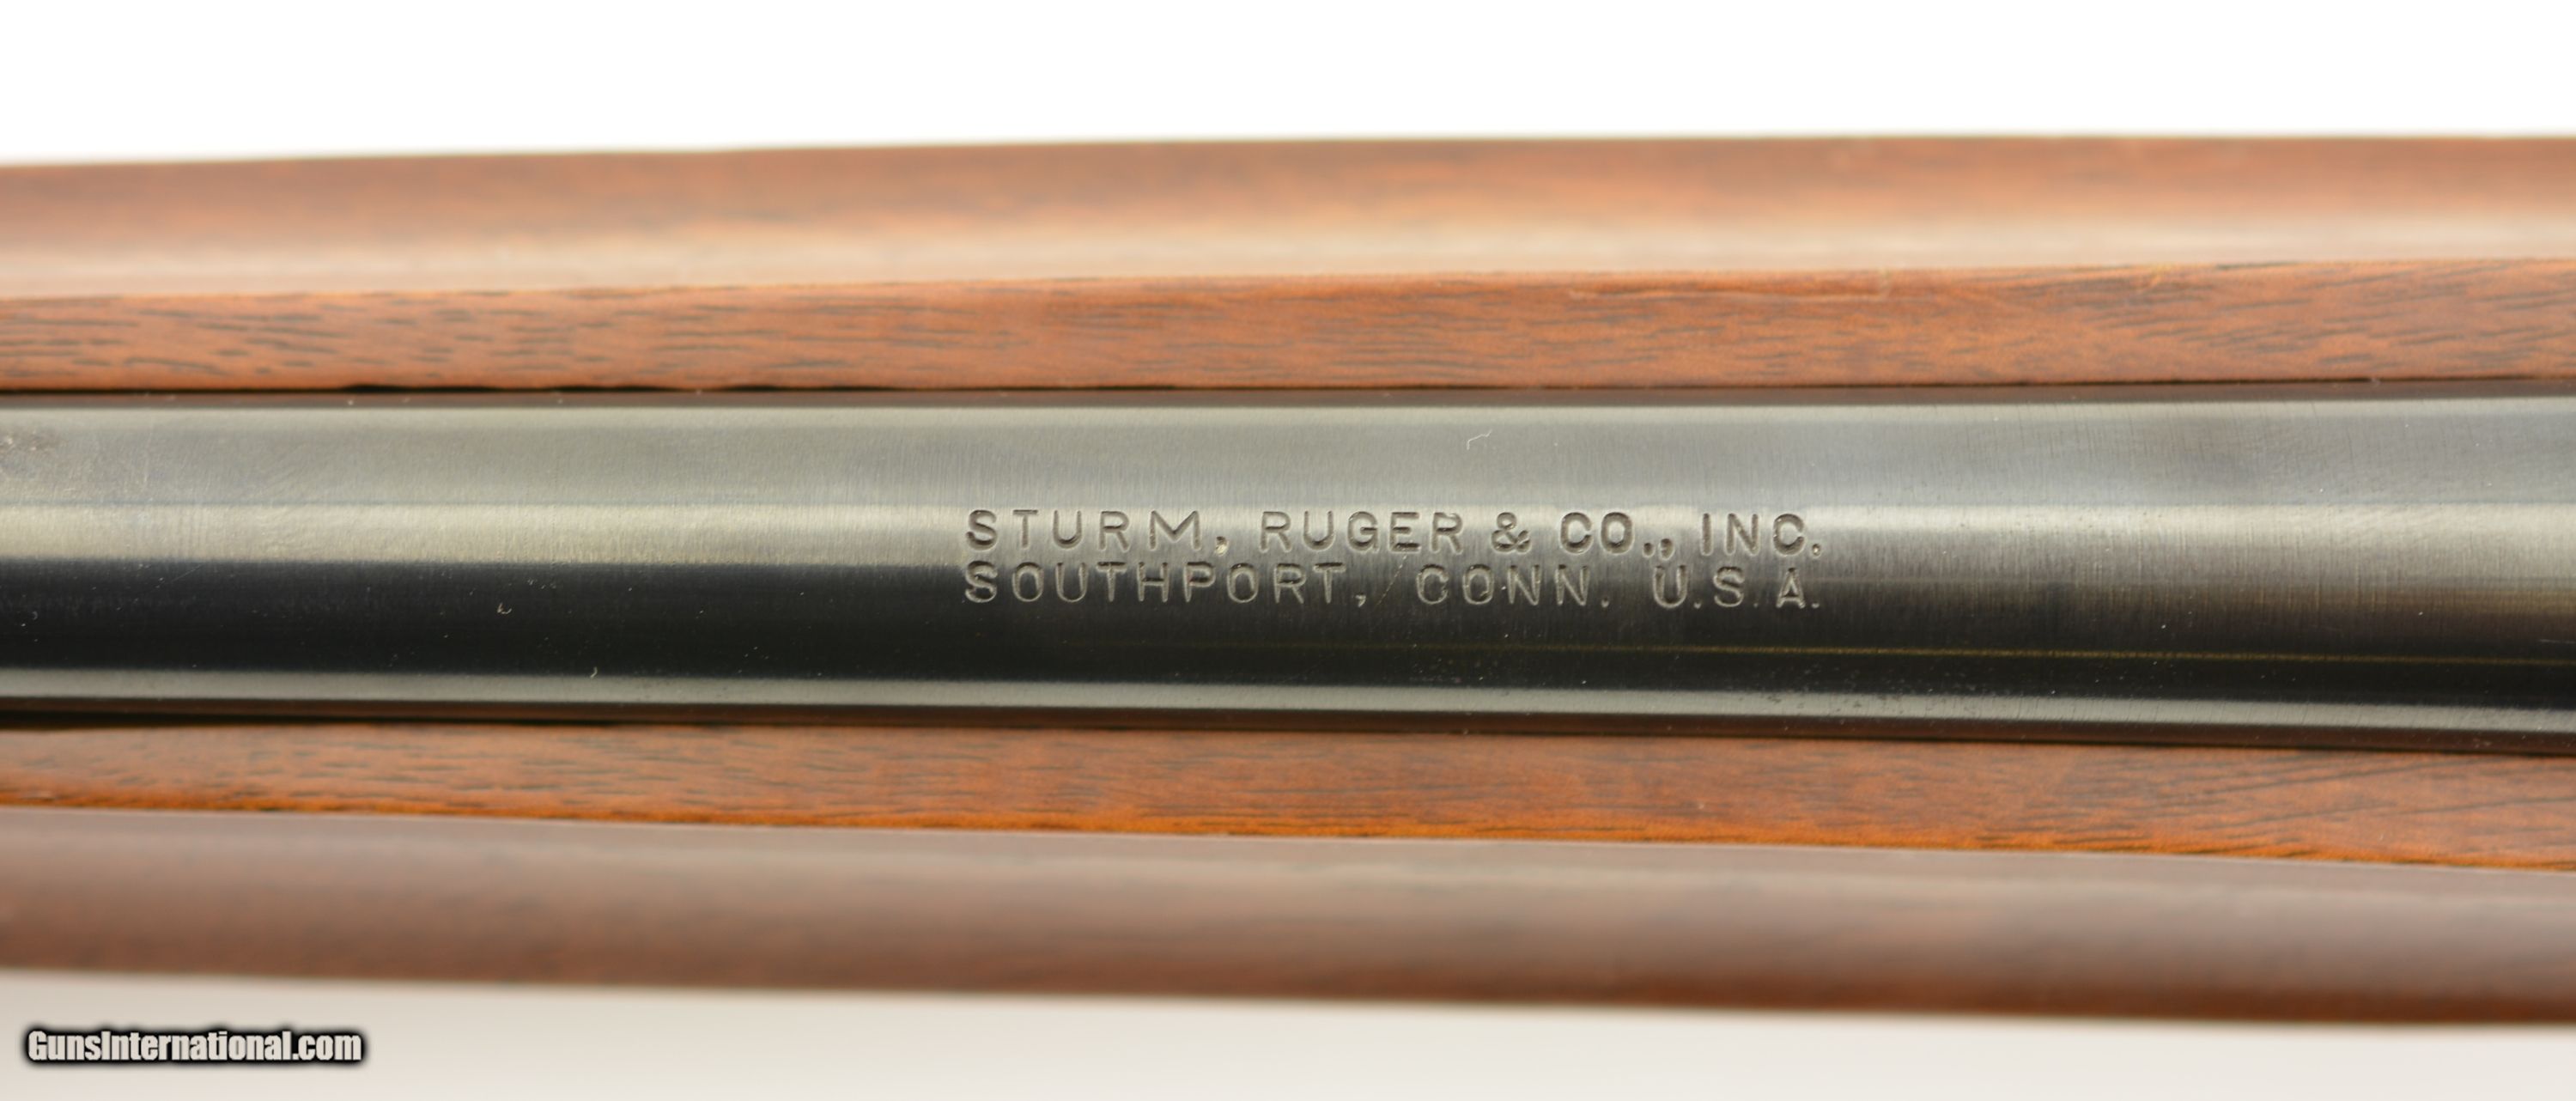 STURM, RUGER & CO., INC.
SOUTHPORT, CONN. U.S.A.
GunsInternational.com